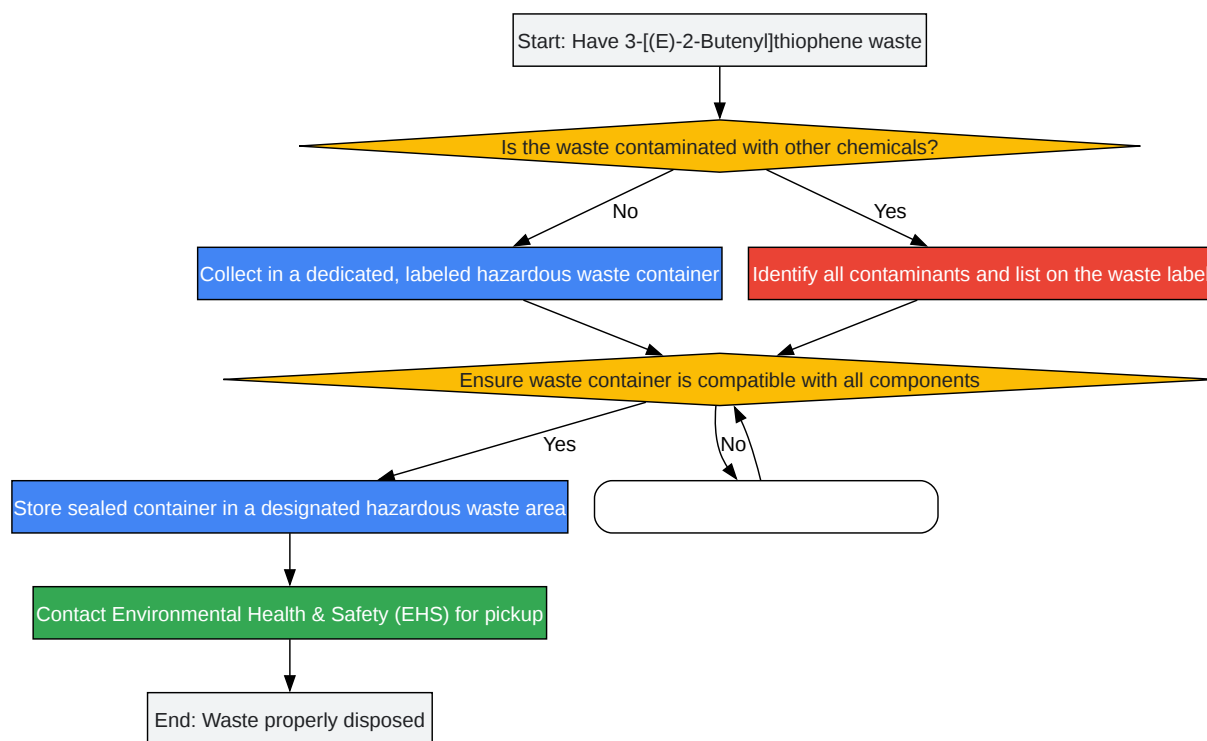 Start: Have 3-[(E)-2-Butenyl]thiophene waste
Is the waste contaminated with other chemicals?
No
Yes
Collect in a dedicated, labeled hazardous waste container
Identify all contaminants and list on the waste label
Ensure waste container is compatible with all components
Yes
No
Store sealed container in a designated hazardous waste area
Contact Environmental Health & Safety (EHS) for pickup
End: Waste properly disposed